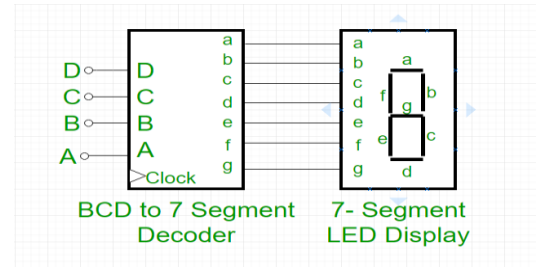 a a
b b a
D D c c
C C d d f b
B B e e g
A A f f e c
Clock g g d
BCD to 7 Segment 7- Segment
Decoder LED Display